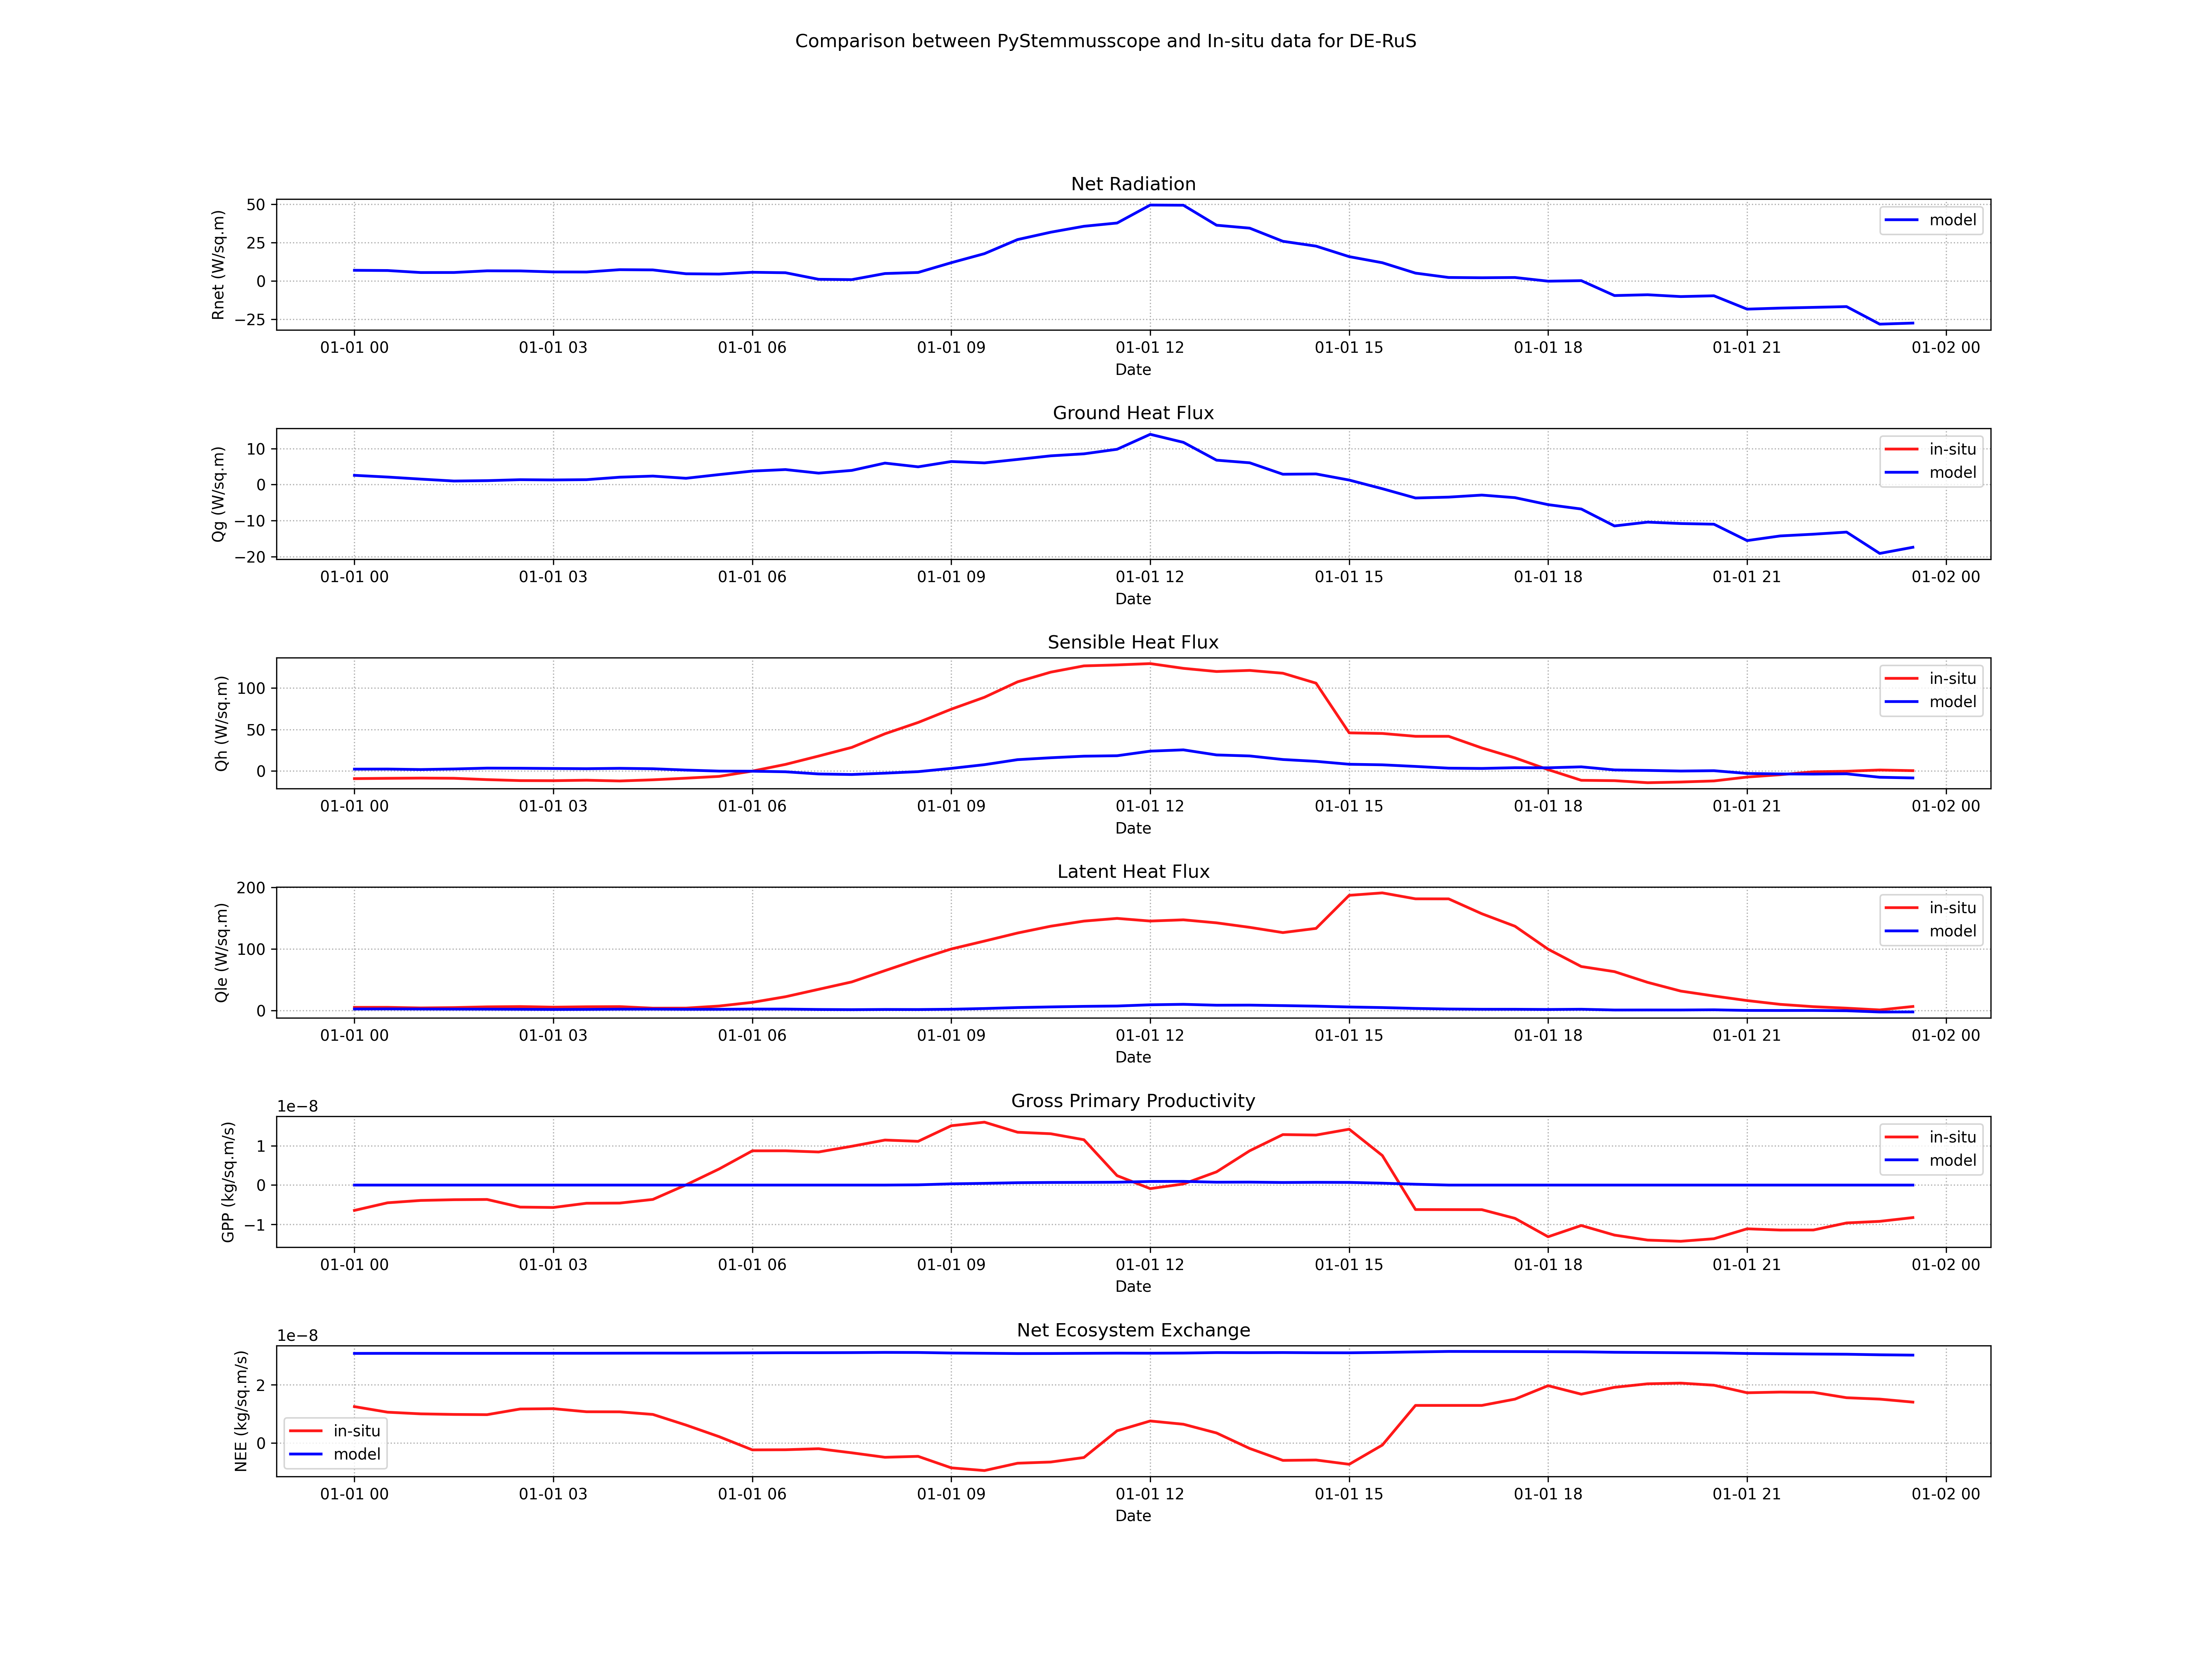 Comparison between PyStemmusscope and In-situ data for DE-RuS
Net Radiation
Rnet (W/sq.m)
50
25
0
−25
model
01-01 00 01-01 03 01-01 06 01-01 09 01-01 12 01-01 15 01-01 18 01-01 21 01-02 00
Date
Ground Heat Flux
Qg (W/sq.m)
10
0
−10
−20
in-situ
model
01-01 00 01-01 03 01-01 06 01-01 09 01-01 12 01-01 15 01-01 18 01-01 21 01-02 00
Date
Sensible Heat Flux
Qh (W/sq.m)
100
50
0
in-situ
model
01-01 00 01-01 03 01-01 06 01-01 09 01-01 12 01-01 15 01-01 18 01-01 21 01-02 00
Date
Latent Heat Flux
Qle (W/sq.m)
200
100
0
in-situ
model
01-01 00 01-01 03 01-01 06 01-01 09 01-01 12 01-01 15 01-01 18 01-01 21 01-02 00
Date
Gross Primary Productivity
1e−8
GPP (kg/sq.m/s)
1
0
−1
in-situ
model
01-01 00 01-01 03 01-01 06 01-01 09 01-01 12 01-01 15 01-01 18 01-01 21 01-02 00
Date
Net Ecosystem Exchange
1e−8
NEE (kg/sq.m/s)
2
0
in-situ
model
01-01 00 01-01 03 01-01 06 01-01 09 01-01 12 01-01 15 01-01 18 01-01 21 01-02 00
Date